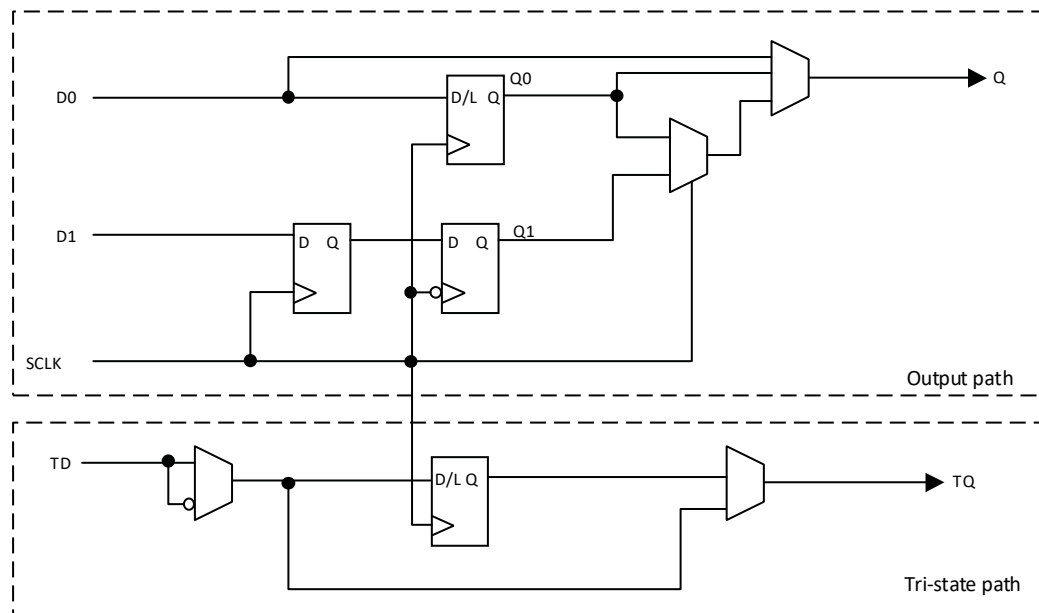 Q0
Q
D0
D/L Q
D1
Q1
D Q
D Q
SCLK
Output path
TD
D/L Q
TQ
Tri-state path